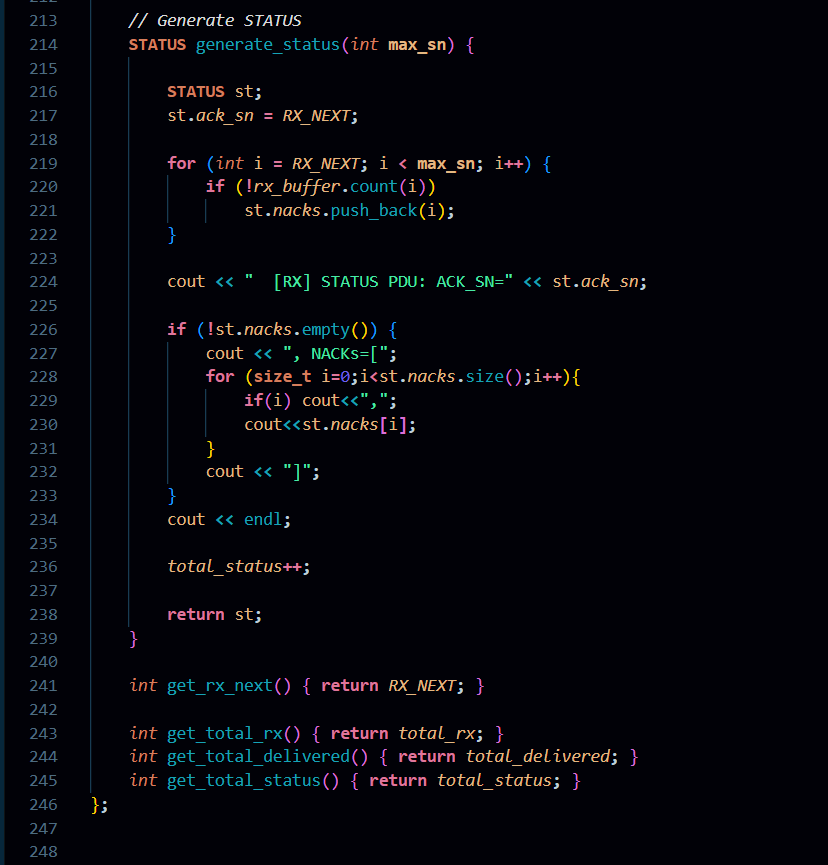 213 // Generate STATUS
214 STATUS generate_status(int max_sn) {
215
216 STATUS st;
217 st.ack_sn = RX_NEXT;
218
219 for (int i = RX_NEXT; i < max_sn; i++) {
220 if (!rx_buffer.count(i))
221 st.nacks.push_back(i);
222 }
223
224 cout << "  [RX] STATUS PDU: ACK_SN=" << st.ack_sn;
225
226 if (!st.nacks.empty()) {
227 cout << ", NACKs=[";
228 for (size_t i=0;i<st.nacks.size();i++){
229 if(i) cout<<",";
230 cout<<st.nacks[i];
231 }
232 cout << "]";
233 }
234 cout << endl;
235
236 total_status++;
237
238 return st;
239 }
240
241 int get_rx_next() { return RX_NEXT; }
242
243 int get_total_rx() { return total_rx; }
244 int get_total_delivered() { return total_delivered; }
245 int get_total_status() { return total_status; }
246 };
247
248